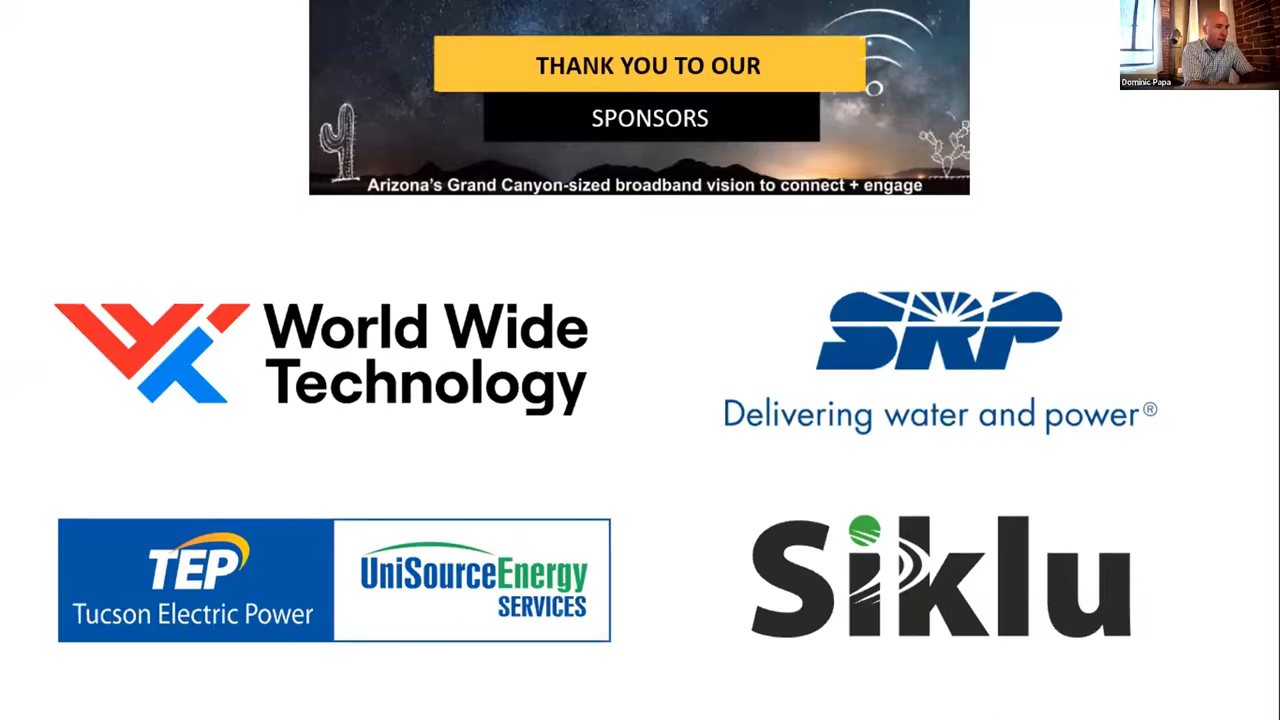 THANK YOU TO OUR
SPONSORS
Arizona's Grand Canyon-sized broadband vision to connect + engage
Dominic Papa
World Wide
Technology
SRP
Delivering water and power®
TEP
Tucson Electric Power
UniSourceEnergy
SERVICES
Siklu